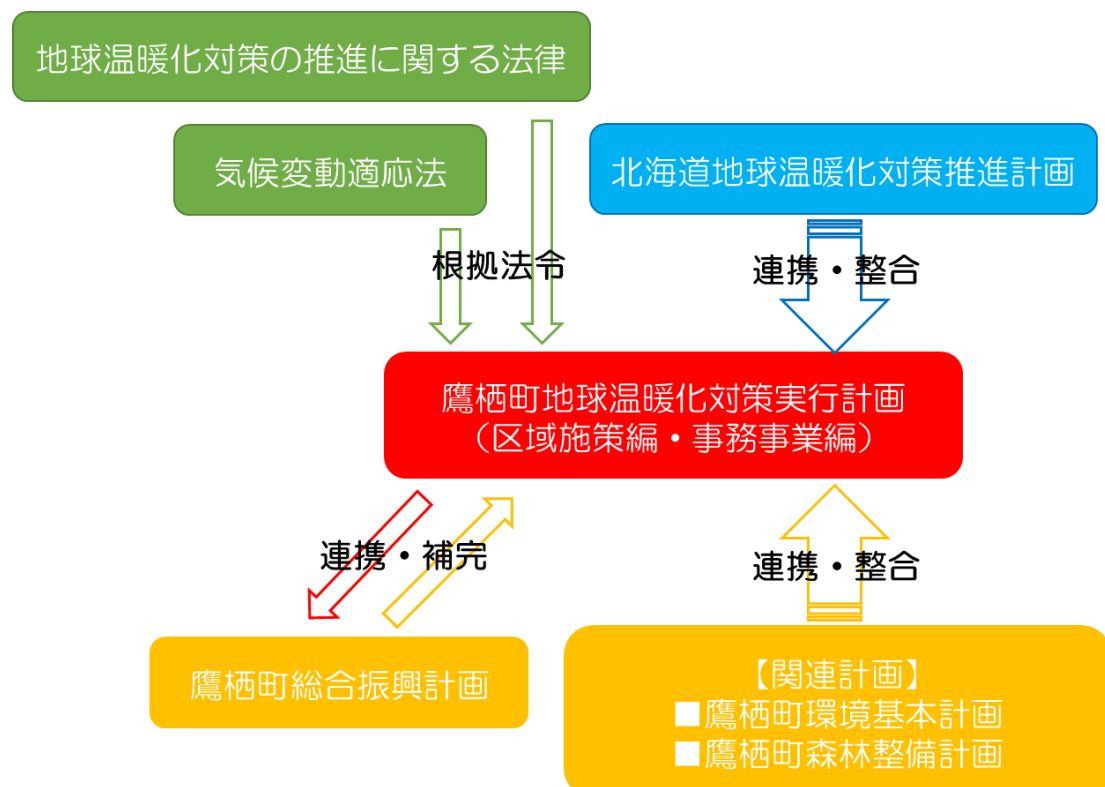 地球温暖化対策の推進に関する法律
気候変動適応法
北海道地球温暖化対策推進計画
根拠法令
連携・整合
鷹栖町地球温暖化対策実行計画
（区域施策編・事務事業編）
連携・補完
連携・整合
鷹栖町総合振興計画
【関連計画】
■鷹栖町環境基本計画
■鷹栖町森林整備計画